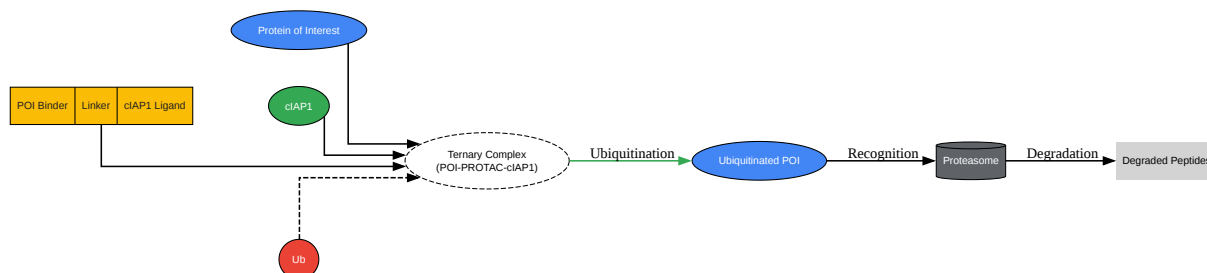 Protein of Interest
POI Binder
Linker
cIAP1 Ligand
cIAP1
Ternary Complex
(POI-PROTAC-cIAP1)
Ubiquitination
Ubiquitinated POI
Recognition
Proteasome
Degradation
Degraded Peptides
Ub